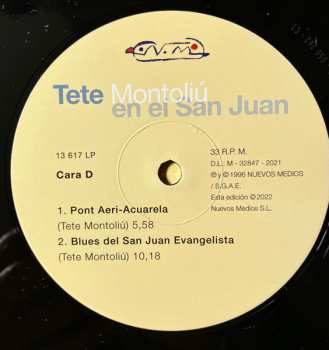 N.M
Tete Montoliú
en el San Juan
13 617 LP
Cara D
33 R.P. M.
D.L.: M - 32847 - 2021
℗ y © 1996 NUEVOS MEDIOS
/ S.G.A.E.
Esta edición ©2022
Nuevos Medios S.L.
1. Pont Aeri-Acuarela
(Tete Montoliú) 5,58
2. Blues del San Juan Evangelista
(Tete Montoliú) 10,18